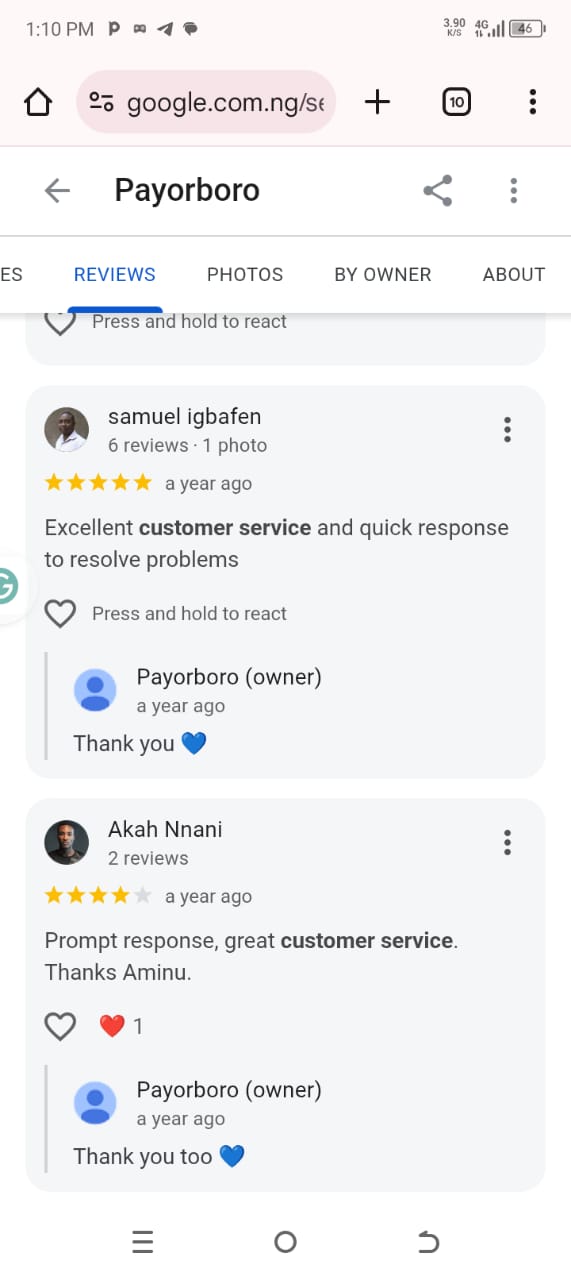 1:10 PM
3.90 K/S 4G 46
google.com.ng/se
10
Payorboro
ES REVIEWS PHOTOS BY OWNER ABOUT
Press and hold to react
samuel igbafen
6 reviews · 1 photo
a year ago
Excellent customer service and quick response
to resolve problems
Press and hold to react
Payorboro (owner)
a year ago
Thank you 💙
Akah Nnani
2 reviews
a year ago
Prompt response, great customer service.
Thanks Aminu.
❤️ 1
Payorboro (owner)
a year ago
Thank you too 💙